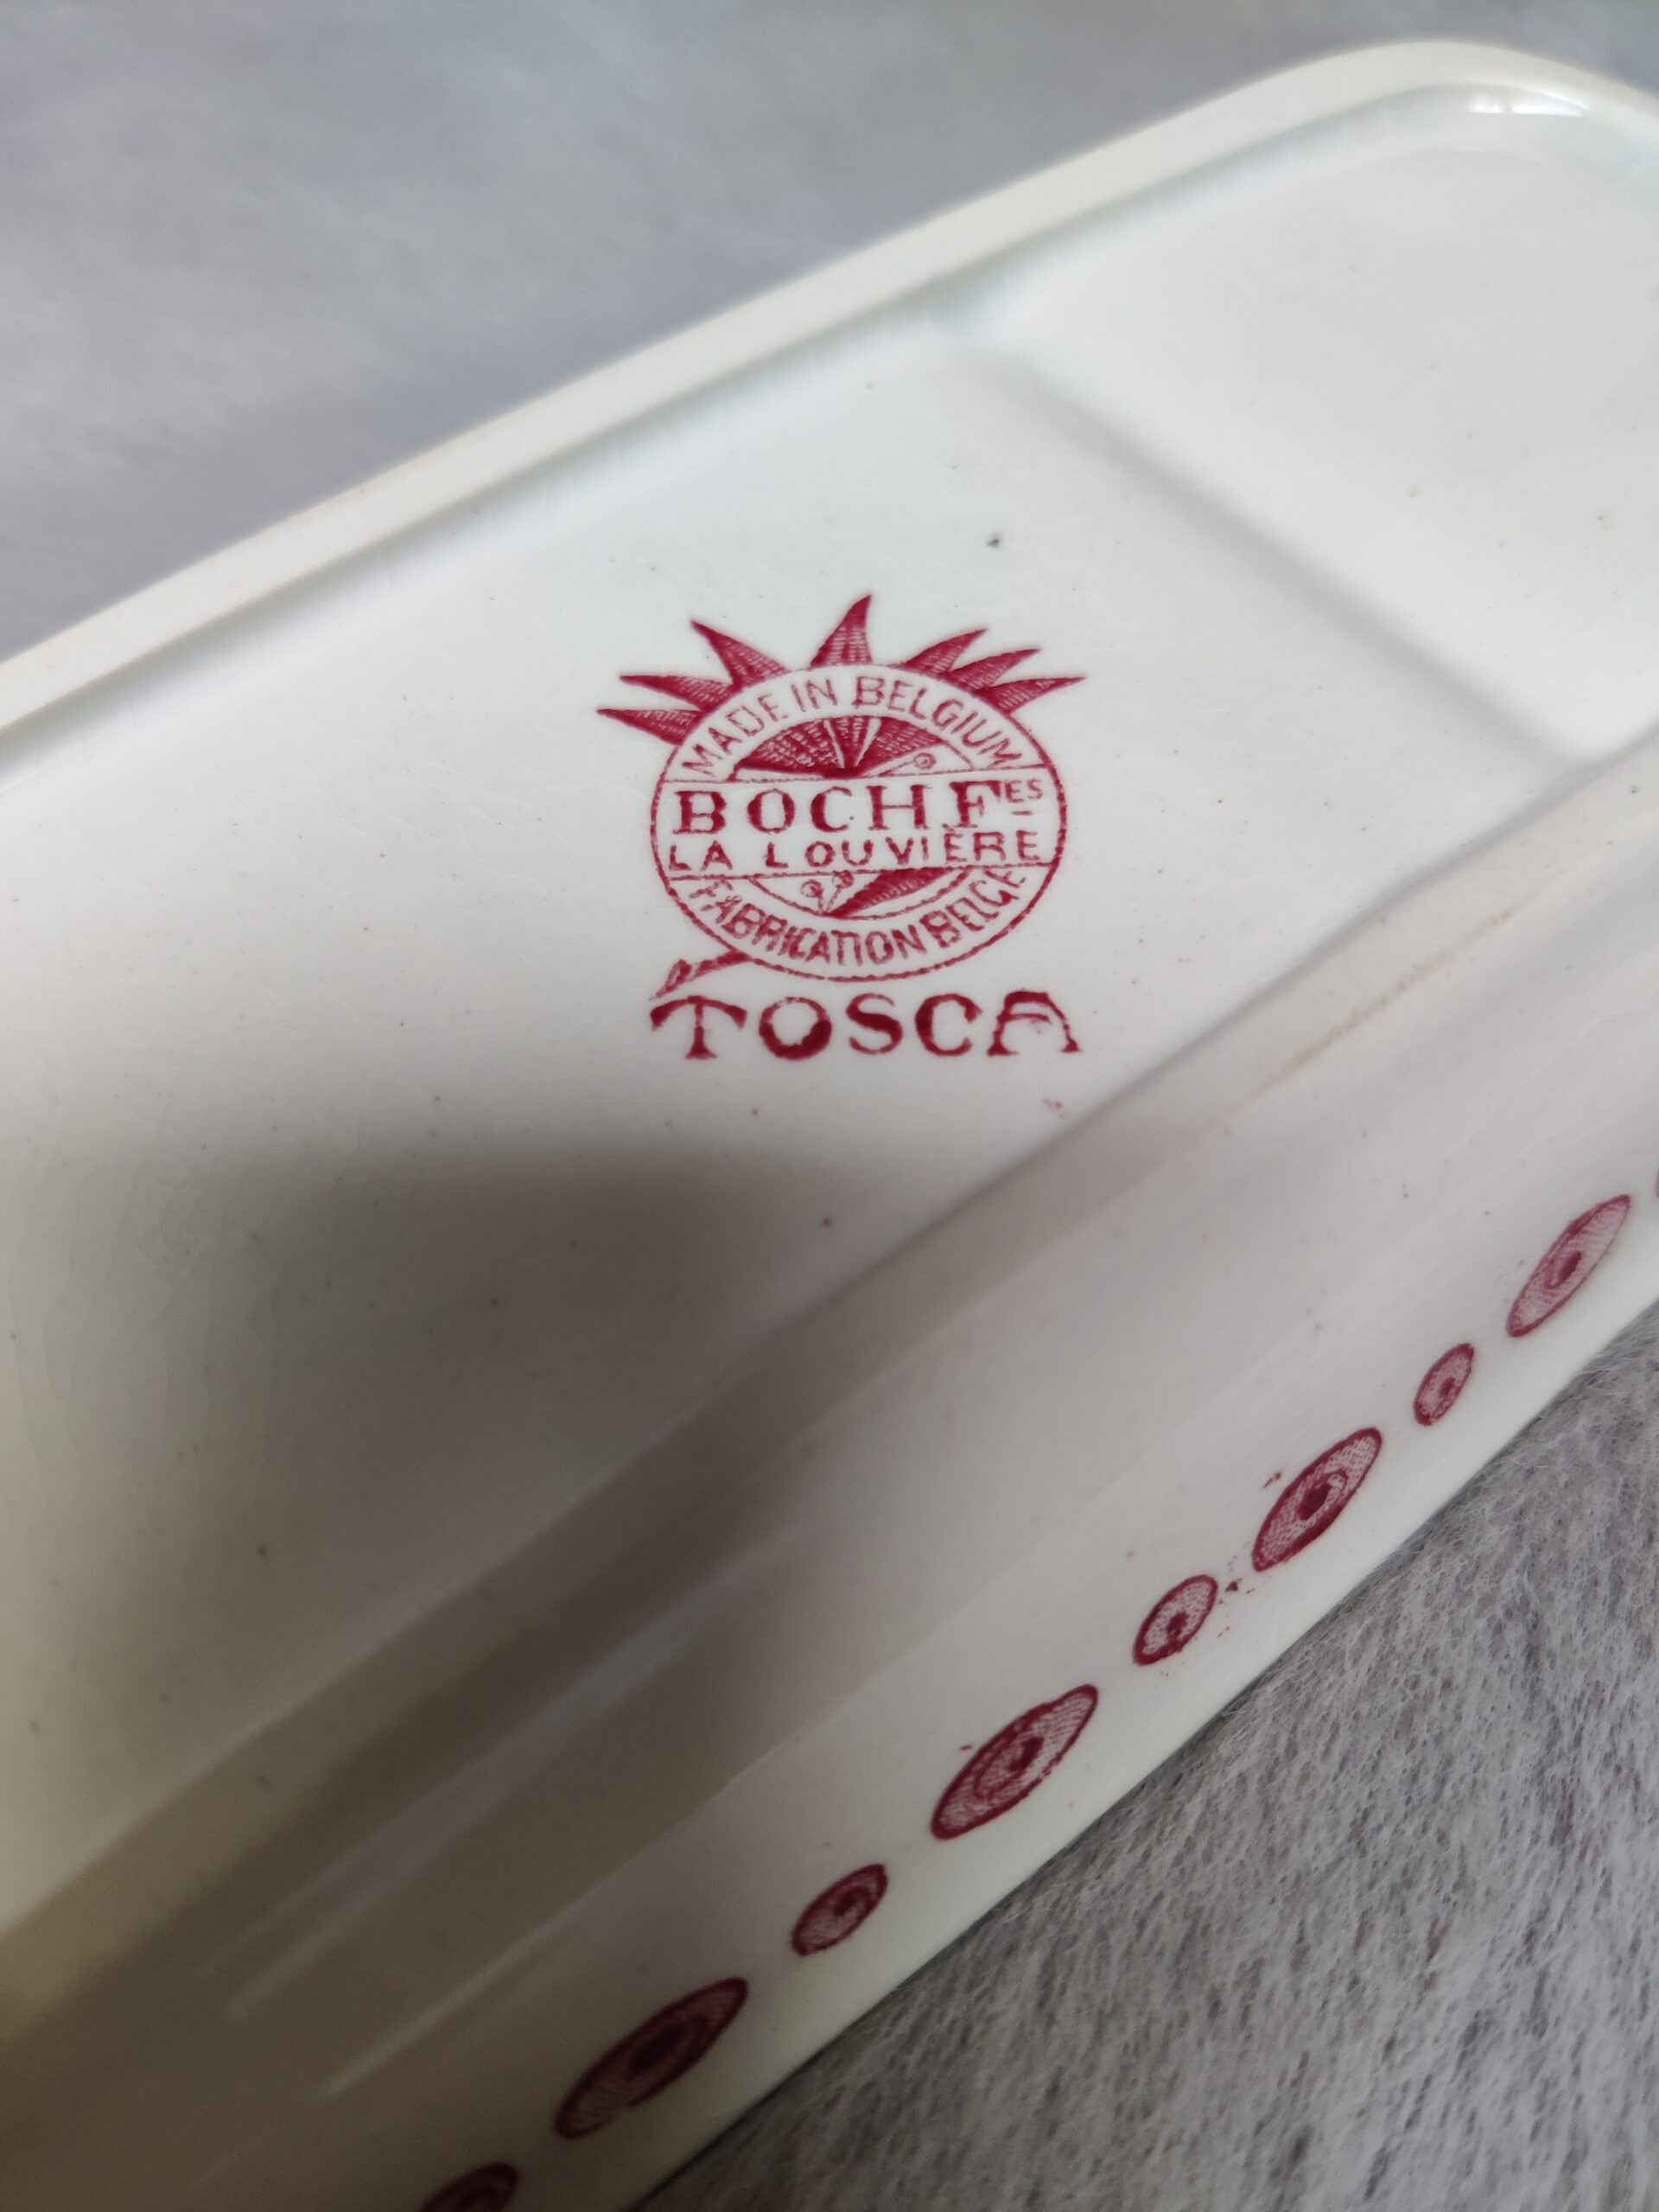 MADE IN BELGIUM
BOCH FES
LA LOUVIÈRE
FABRICATION BELGE
TOSCA